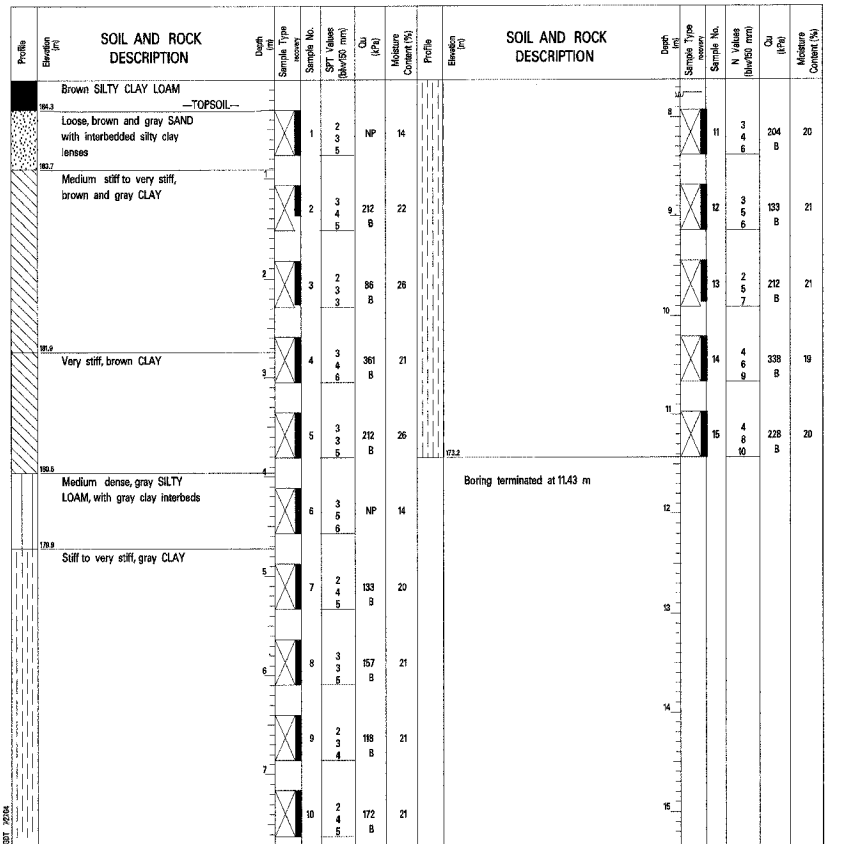 Profile
Elevation (m)
SOIL AND ROCK
DESCRIPTION
Depth (m)
Sample Type
recovery
Sample No.
SPT Values (blw/150 mm)
Qu (kPa)
Moisture Content (%)
Profile
Elevation (m)
SOIL AND ROCK
DESCRIPTION
Depth (m)
Sample Type
recovery
Sample No.
N Values (blw/150 mm)
Qu (kPa)
Moisture Content (%)
Brown SILTY CLAY LOAM
184.3 —TOPSOIL—
Loose, brown and gray SAND
with interbedded silty clay
lenses
183.7
1
Medium stiff to very stiff,
brown and gray CLAY
2
181.9
Very stiff, brown CLAY
3
180.6
4
Medium dense, gray SILTY
LOAM, with gray clay interbeds
179.9
Stiff to very stiff, gray CLAY
5
6
7
1 2 3 5 NP 14
2 3 4 5 212 B 22
3 2 3 3 86 B 26
4 3 4 6 361 B 21
5 3 3 5 212 B 26
6 3 5 6 NP 14
7 2 4 5 133 B 20
8 3 3 5 157 B 21
9 2 3 4 118 B 21
10 2 4 5 172 B 21
8
9
10
11
11 3 4 6 204 B 20
12 3 5 6 133 B 21
13 2 5 7 212 B 21
14 4 6 9 338 B 19
15 4 8 10 228 B 20
173.2
Boring terminated at 11.43 m
12
13
14
15